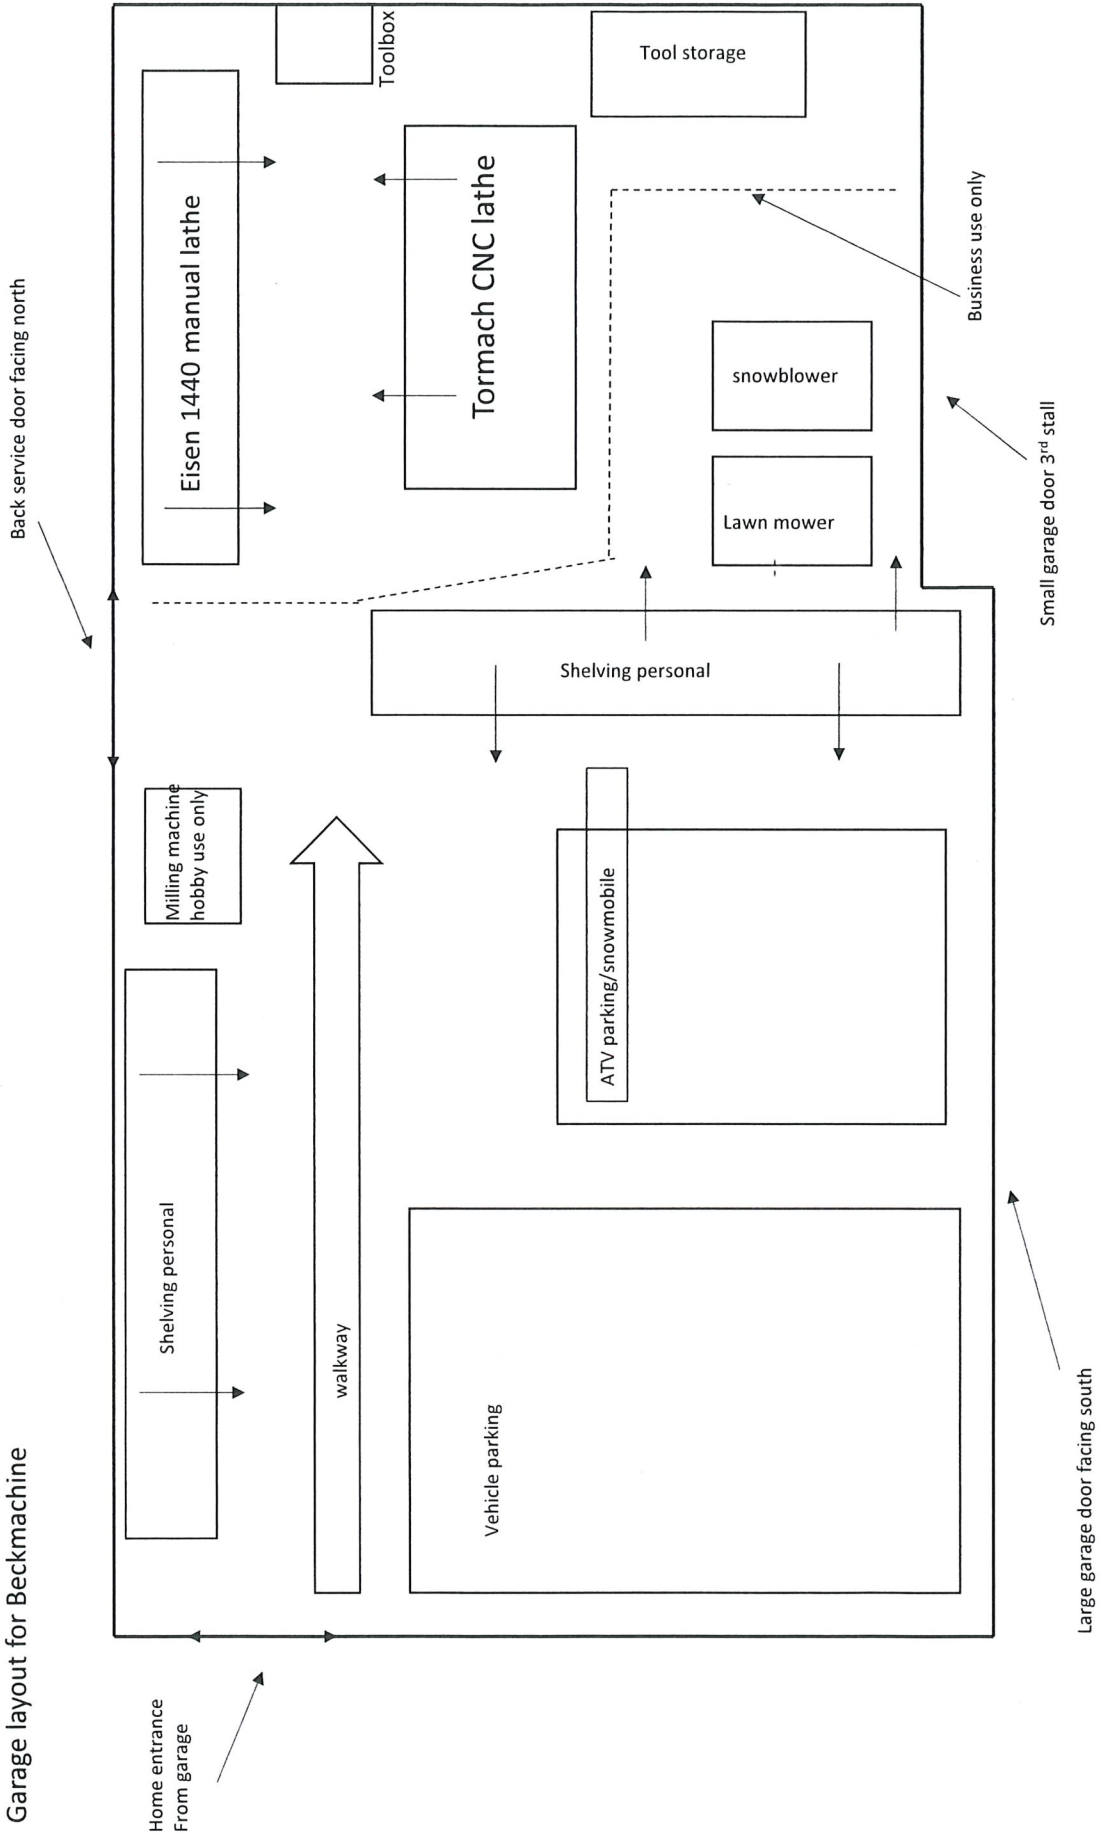 Garage layout for Beckmachine
Back service door facing north
Home entrance
From garage
Shelving personal
Milling machine
hobby use only
Eisen 1440 manual lathe
Toolbox
walkway
Tormach CNC lathe
Vehicle parking
ATV parking/snowmobile
Shelving personal
Tool storage
Lawn mower
snowblower
Business use only
Small garage door 3rd stall
Large garage door facing south